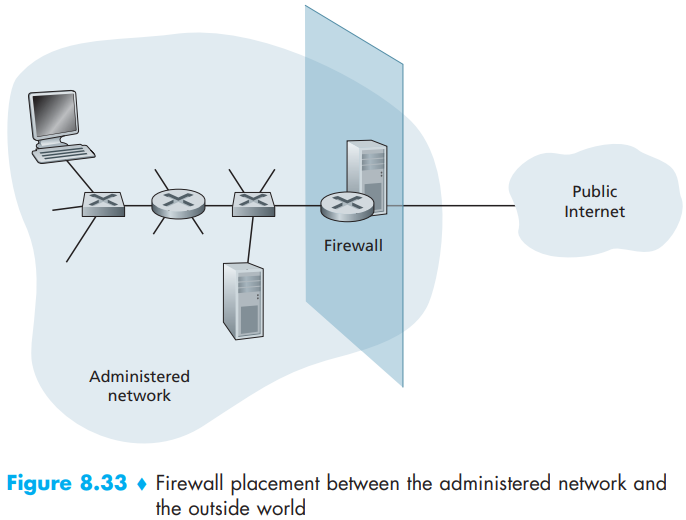 Public
Internet
Firewall
Administered
network
Figure 8.33 ♦ Firewall placement between the administered network and
the outside world